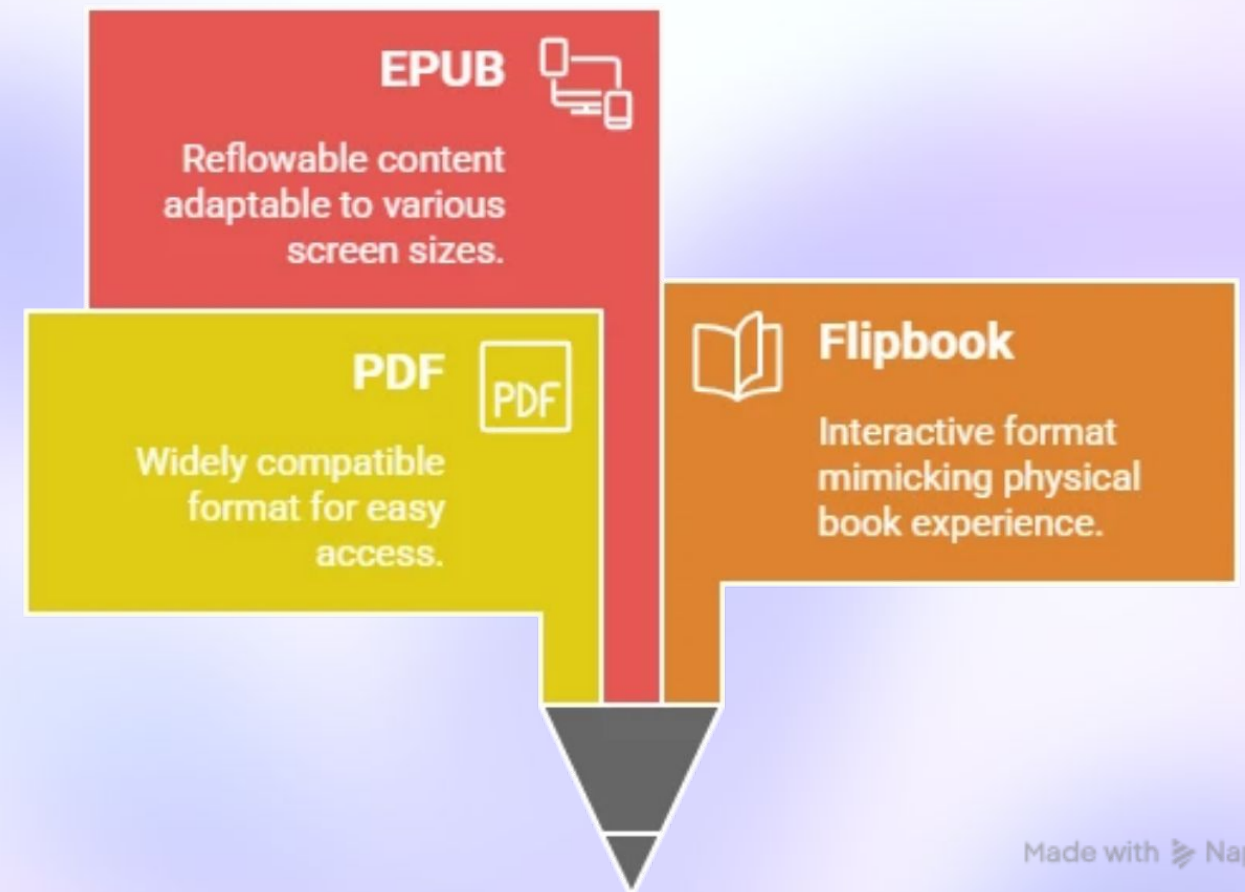 EPUB
Reflowable content
adaptable to various
screen sizes.
PDF
PDF
Widely compatible
format for easy
access.
Flipbook
Interactive format
mimicking physical
book experience.
Made with